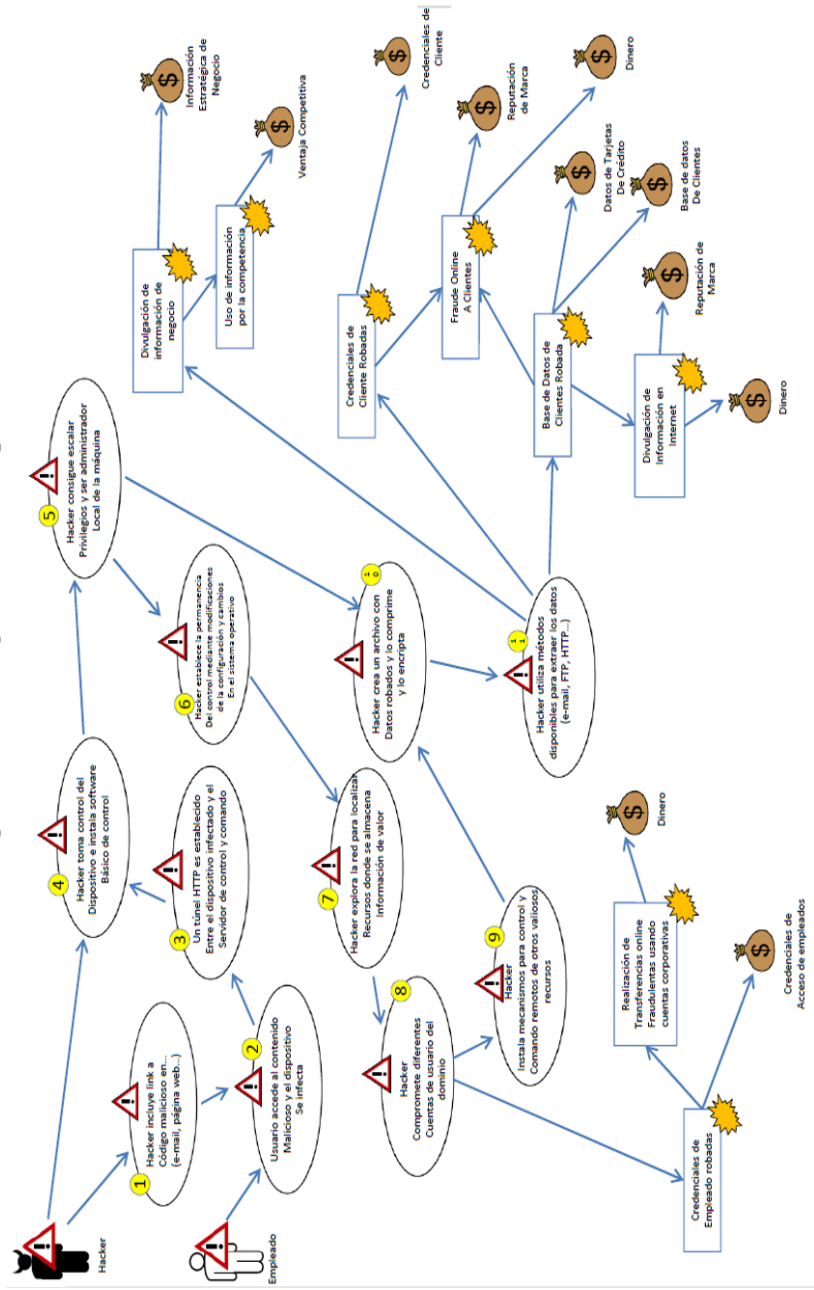 Hacker
Empleado
1
Hacker incluye link a
Código malicioso en...
(e-mail, página web...)
2
Usuario accede al contenido
Malicioso y el dispositivo
Se infecta
3
Un túnel HTTP es establecido
Entre el dispositivo infectado y el
Servidor de control y comando
4
Hacker toma control del
Dispositivo e instala software
Básico de control
5
Hacker consigue escalar
Privilegios y ser administrador
Local de la máquina
6
Hacker establece la permanencia
Del control mediante modificaciones
de la configuración y cambios
En el sistema operativo
7
Hacker explora la red para localizar
Recursos donde se almacena
Información de valor
8
Hacker
Compromete diferentes
Cuentas de usuario del
dominio
9
Hacker
Instala mecanismos para control y
Comando remotos de otros valiosos
recursos
10
Hacker crea un archivo con
Datos robados y lo comprime
y lo encripta
11
Hacker utiliza métodos
disponibles para extraer los datos
(e-mail, FTP, HTTP...)
Divulgación de
información de
negocio
Información
Estratégica de
Negocio
Uso de información
por la competencia
Ventaja Competitiva
Credenciales de
Cliente Robadas
Credenciales de
Cliente
Fraude Online
A Clientes
Reputación
de Marca
Dinero
Base de Datos de
Clientes Robada
Datos de Tarjetas
De Crédito
Base de datos
De Clientes
Divulgación de
Información en
Internet
Reputación de
Marca
Dinero
Credenciales de
Empleado robadas
Realización de
Transferencias online
Fraudulentas usando
cuentas corporativas
Dinero
Credenciales de
Acceso de empleados